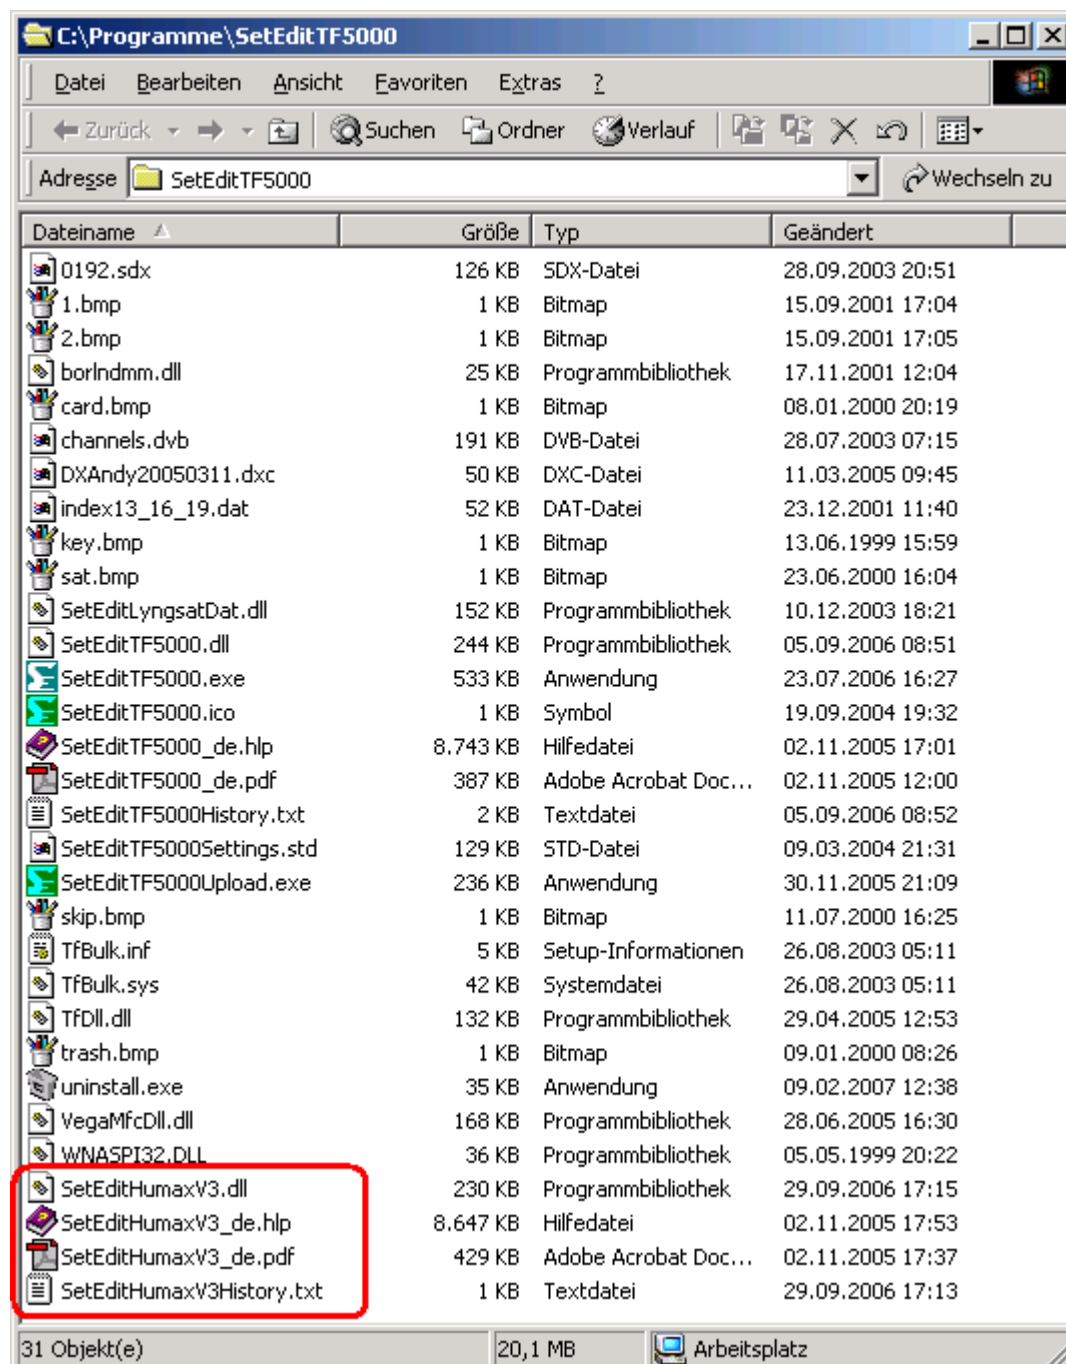 C:\Programme\SetEditTF5000
Datei Bearbeiten Ansicht Favoriten Extras ?
Zurück Suchen Ordner Verlauf
Adresse SetEditTF5000 Wechseln zu
Dateiname Größe Typ Geändert
0192.sdx 126 KB SDX-Datei 28.09.2003 20:51
1.bmp 1 KB Bitmap 15.09.2001 17:04
2.bmp 1 KB Bitmap 15.09.2001 17:05
borlndmm.dll 25 KB Programmbibliothek 17.11.2001 12:04
card.bmp 1 KB Bitmap 08.01.2000 20:19
channels.dvb 191 KB DVB-Datei 28.07.2003 07:15
DXAndy20050311.dxc 50 KB DXC-Datei 11.03.2005 09:45
index13_16_19.dat 52 KB DAT-Datei 23.12.2001 11:40
key.bmp 1 KB Bitmap 13.06.1999 15:59
sat.bmp 1 KB Bitmap 23.06.2000 16:04
SetEditLyngsatDat.dll 152 KB Programmbibliothek 10.12.2003 18:21
SetEditTF5000.dll 244 KB Programmbibliothek 05.09.2006 08:51
SetEditTF5000.exe 533 KB Anwendung 23.07.2006 16:27
SetEditTF5000.ico 1 KB Symbol 19.09.2004 19:32
SetEditTF5000_de.hlp 8.743 KB Hilfedatei 02.11.2005 17:01
SetEditTF5000_de.pdf 387 KB Adobe Acrobat Doc... 02.11.2005 12:00
SetEditTF5000History.txt 2 KB Textdatei 05.09.2006 08:52
SetEditTF5000Settings.std 129 KB STD-Datei 09.03.2004 21:31
SetEditTF5000Upload.exe 236 KB Anwendung 30.11.2005 21:09
skip.bmp 1 KB Bitmap 11.07.2000 16:25
TfBulk.inf 5 KB Setup-Informationen 26.08.2003 05:11
TfBulk.sys 42 KB Systemdatei 26.08.2003 05:11
TfDll.dll 132 KB Programmbibliothek 29.04.2005 12:53
trash.bmp 1 KB Bitmap 09.01.2000 08:26
uninstall.exe 35 KB Anwendung 09.02.2007 12:38
VegaMfcDll.dll 168 KB Programmbibliothek 28.06.2005 16:30
WNASPI32.DLL 36 KB Programmbibliothek 05.05.1999 20:22
SetEditHumaxV3.dll 230 KB Programmbibliothek 29.09.2006 17:15
SetEditHumaxV3_de.hlp 8.647 KB Hilfedatei 02.11.2005 17:53
SetEditHumaxV3_de.pdf 429 KB Adobe Acrobat Doc... 02.11.2005 17:37
SetEditHumaxV3History.txt 1 KB Textdatei 29.09.2006 17:13
31 Objekt(e) 20,1 MB Arbeitsplatz